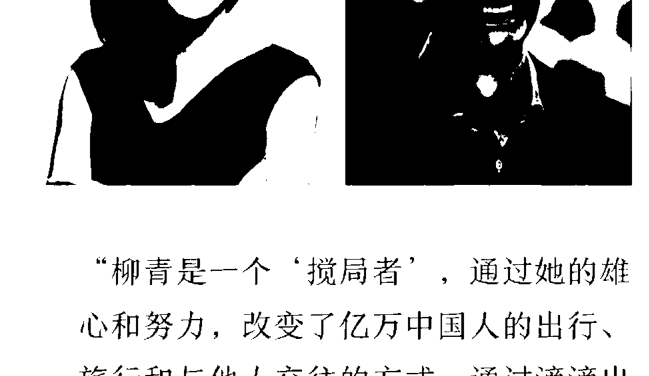 “柳青是一个‘搅局者’，通过她的雄
心和努力，改变了亿万中国人的出行、
旅行和与他人交往的方式。通过滴滴出